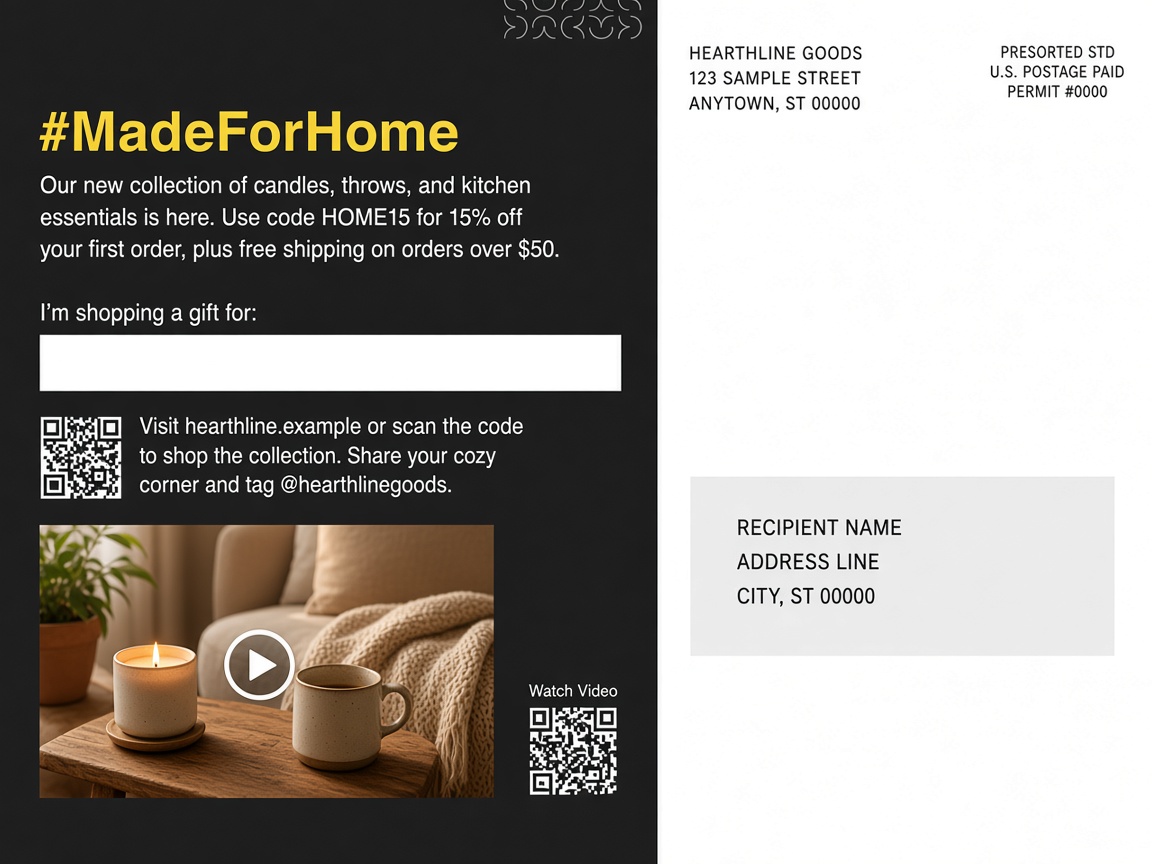 #MadeForHome
Our new collection of candles, throws, and kitchen
essentials is here. Use code HOME15 for 15% off
your first order, plus free shipping on orders over $50.
I'm shopping a gift for:
Visit hearthline.example or scan the code
to shop the collection. Share your cozy
corner and tag @hearthlinegoods.
Watch Video
HEARTHLINE GOODS
123 SAMPLE STREET
ANYTOWN, ST 00000
PRESORTED STD
U.S. POSTAGE PAID
PERMIT #0000
RECIPIENT NAME
ADDRESS LINE
CITY, ST 00000